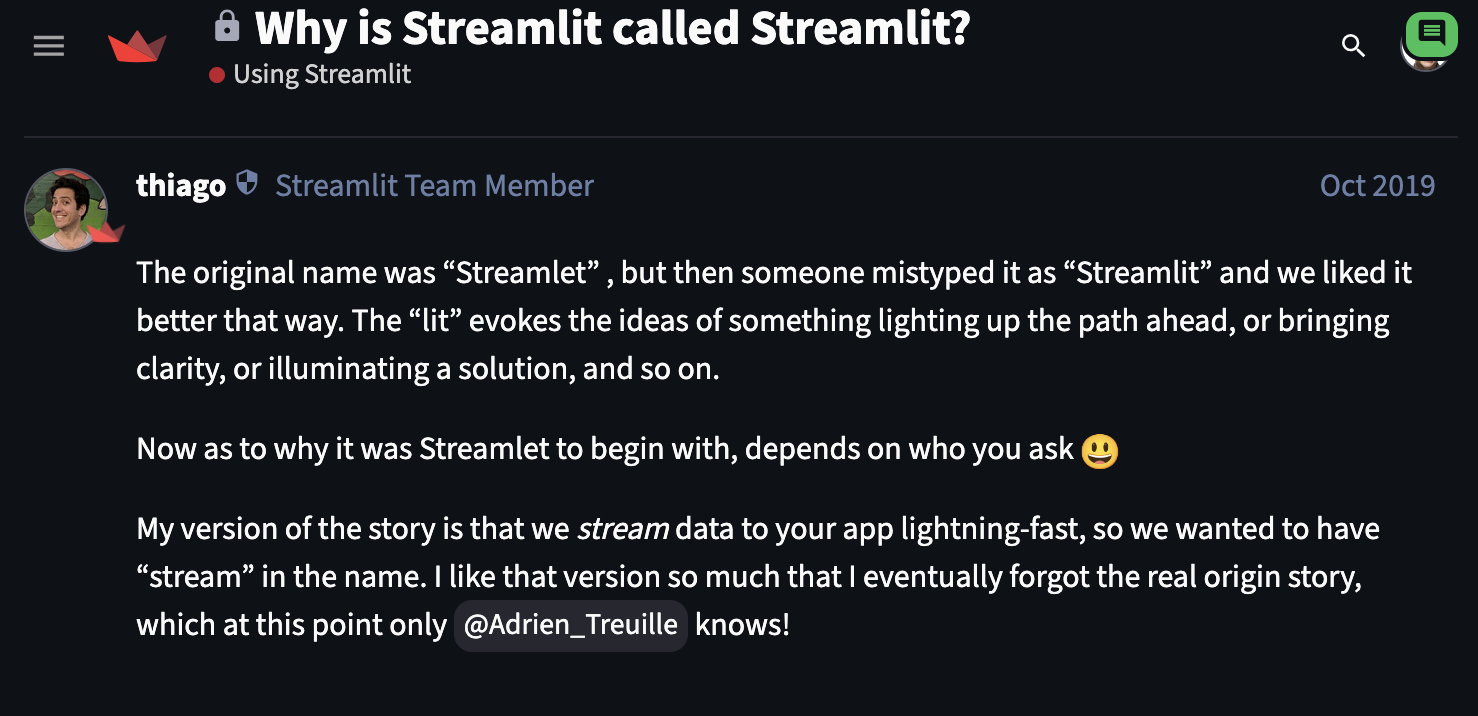 Why is Streamlit called Streamlit?
Using Streamlit
thiago Streamlit Team Member Oct 2019
The original name was “Streamlet” , but then someone mistyped it as “Streamlit” and we liked it
better that way. The “lit” evokes the ideas of something lighting up the path ahead, or bringing
clarity, or illuminating a solution, and so on.
Now as to why it was Streamlet to begin with, depends on who you ask 😃
My version of the story is that we stream data to your app lightning-fast, so we wanted to have
“stream” in the name. I like that version so much that I eventually forgot the real origin story,
which at this point only @Adrien_Treuille knows!